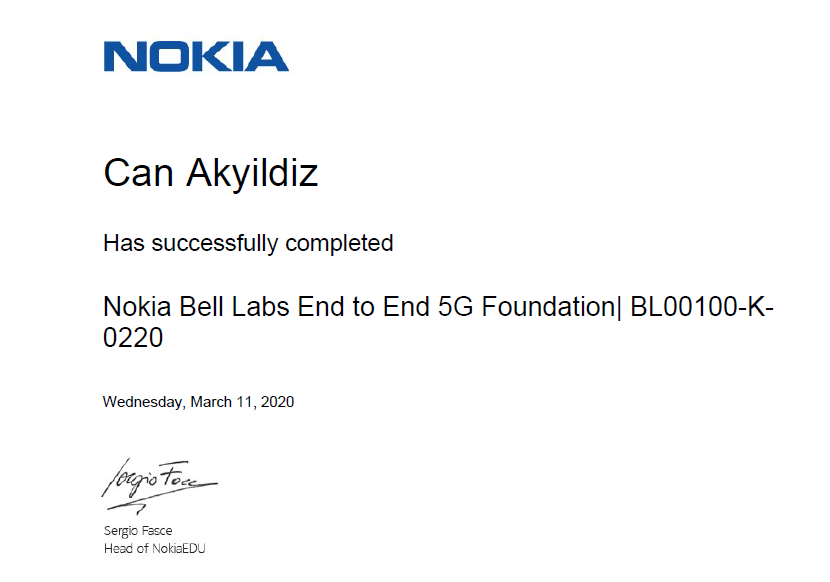 NOKIA
Can Akyildiz
Has successfully completed
Nokia Bell Labs End to End 5G Foundation| BL00100-K-
0220
Wednesday, March 11, 2020
Sergio Fasce
Sergio Fasce
Head of NokiaEDU